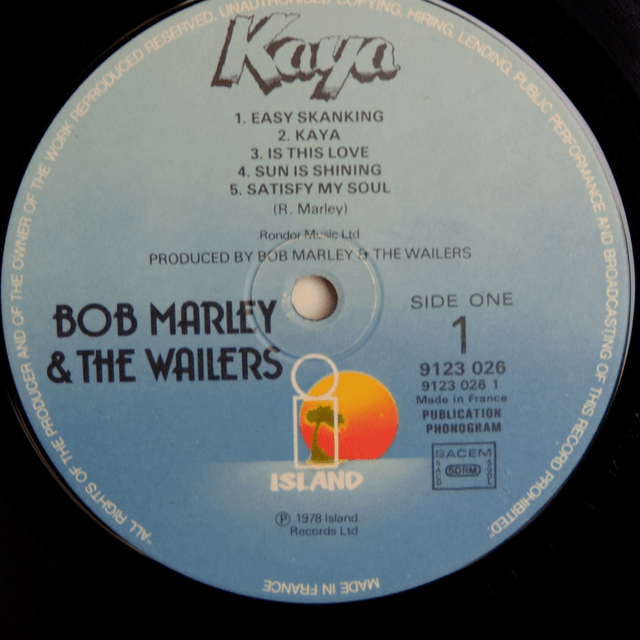 ALL RIGHTS OF THE PRODUCER AND OF THE OWNER OF THE WORK REPRODUCED RESERVED. UNAUTHORISED COPYING, HIRING, LENDING, PUBLIC PERFORMANCE AND BROADCASTING OF THIS RECORD PROHIBITED.
Kaya
1. EASY SKANKING
2. KAYA
3. IS THIS LOVE
4. SUN IS SHINING
5. SATISFY MY SOUL
(R. Marley)
Rondor Music Ltd
PRODUCED BY BOB MARLEY & THE WAILERS
BOB MARLEY
& THE WAILERS
SIDE ONE
1
9123 026
9123 026 1
Made in France
PUBLICATION
PHONOGRAM
SACEM
SDRM
ISLAND
℗ 1978 Island
Records Ltd
MADE IN FRANCE